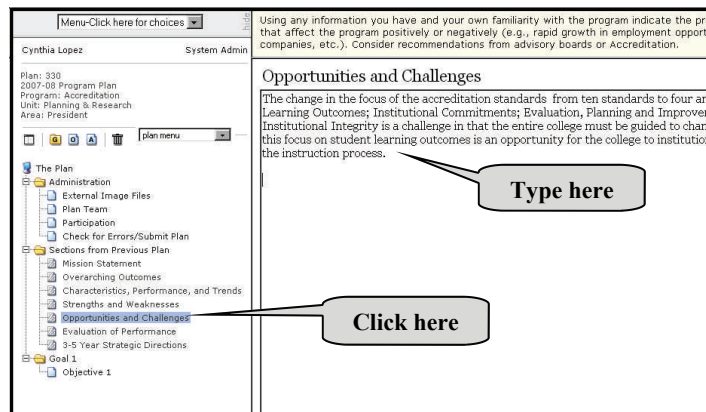 Menu-Click here for choices
hide
Cynthia Lopez System Admin
Plan: 330
2007-08 Program Plan
Program: Accreditation
Unit: Planning & Research
Area: President
G O A plan menu
The Plan
Administration
External Image Files
Plan Team
Participation
Check for Errors/Submit Plan
Sections from Previous Plan
Mission Statement
Overarching Outcomes
Characteristics, Performance, and Trends
Strengths and Weaknesses
Opportunities and Challenges
Evaluation of Performance
3-5 Year Strategic Directions
Goal 1
Objective 1
Using any information you have and your own familiarity with the program indicate the pr
that affect the program positively or negatively (e.g., rapid growth in employment opport
companies, etc.). Consider recommendations from advisory boards or Accreditation.
Opportunities and Challenges
The change in the focus of the accreditation standards from ten standards to four ar
Learning Outcomes; Institutional Commitments; Evaluation, Planning and Improve
Institutional Integrity is a challenge in that the entire college must be guided to chan
this focus on student learning outcomes is an opportunity for the college to institution
the instruction process.
Type here
Click here